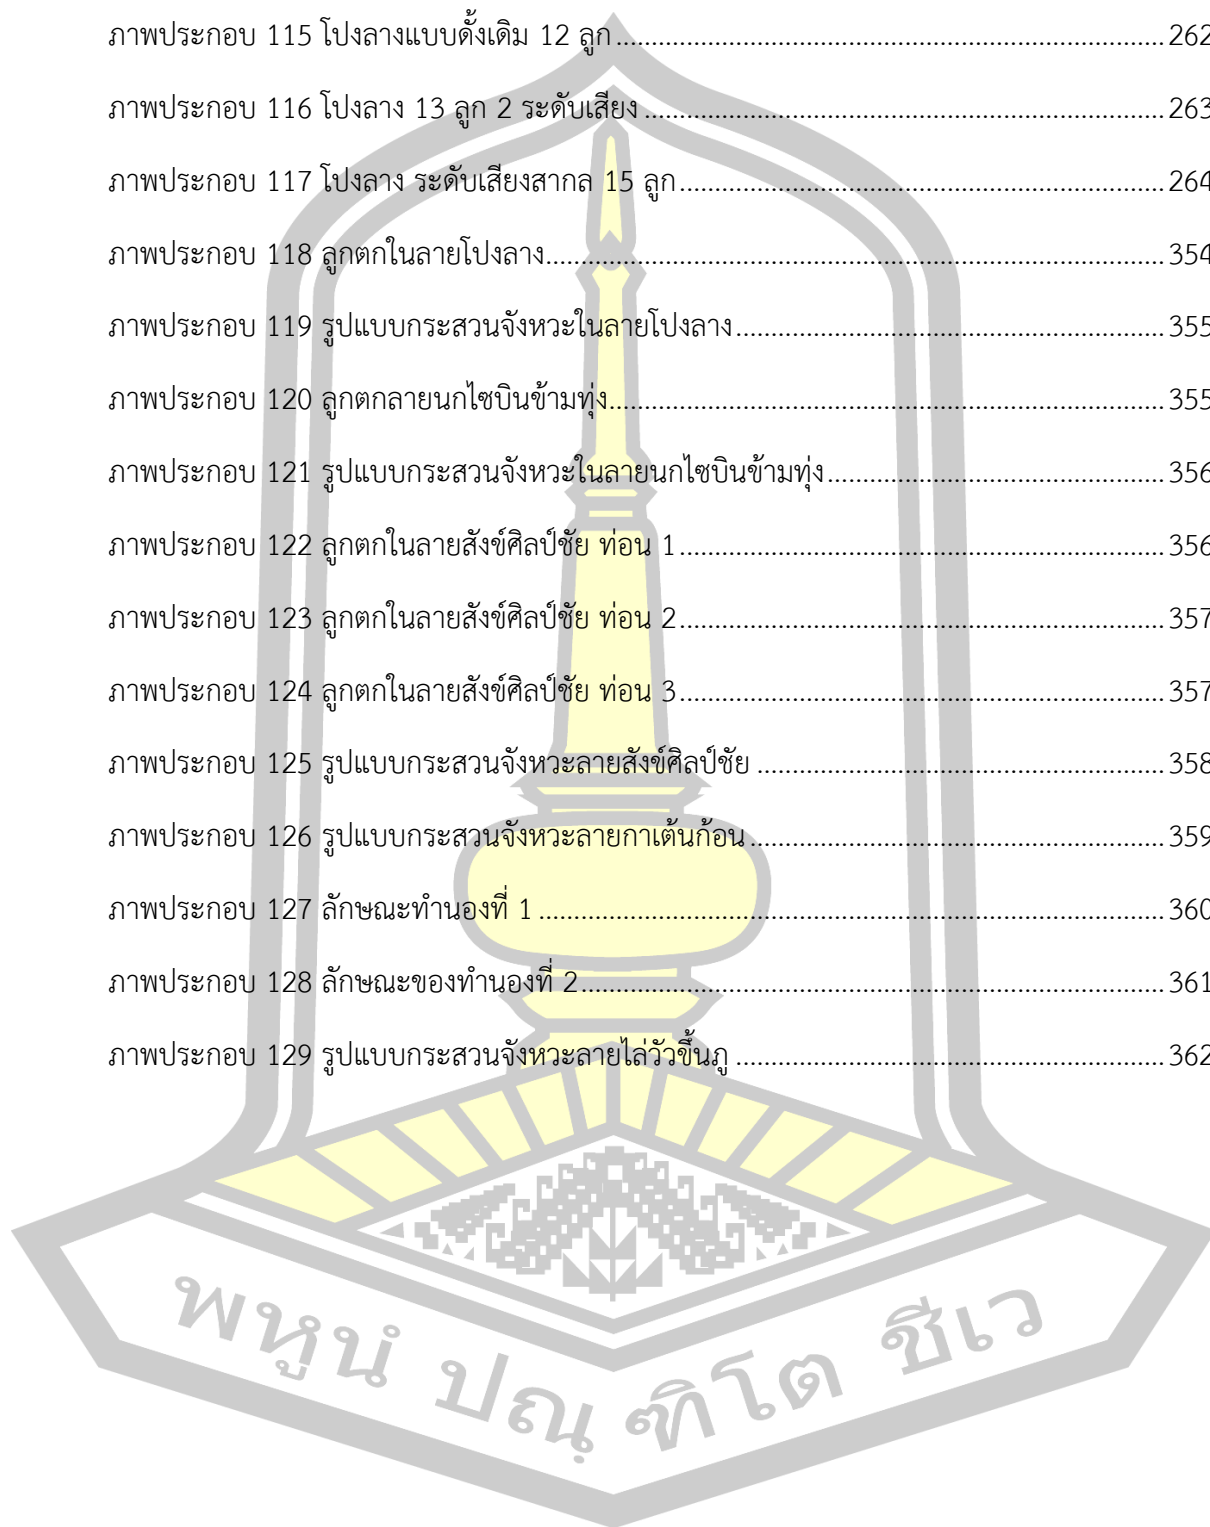 ภาพประกอบ 115 โปงลางแบบดั้งเดิม 12 ลูก ........................................ 262
ภาพประกอบ 116 โปงลาง 13 ลูก 2 ระดับเสียง ........................................ 263
ภาพประกอบ 117 โปงลาง ระดับเสียงสากล 15 ลูก ........................................ 264
ภาพประกอบ 118 ลูกตกในลายโปงลาง ........................................ 354
ภาพประกอบ 119 รูปแบบกระสวนจังหวะในลายโปงลาง ........................................ 355
ภาพประกอบ 120 ลูกตกลายนกไซบินข้ามทุ่ง ........................................ 355
ภาพประกอบ 121 รูปแบบกระสวนจังหวะในลายนกไซบินข้ามทุ่ง ........................................ 356
ภาพประกอบ 122 ลูกตกในลายสังข์ศิลป์ชัย ท่อน 1 ........................................ 356
ภาพประกอบ 123 ลูกตกในลายสังข์ศิลป์ชัย ท่อน 2 ........................................ 357
ภาพประกอบ 124 ลูกตกในลายสังข์ศิลป์ชัย ท่อน 3 ........................................ 357
ภาพประกอบ 125 รูปแบบกระสวนจังหวะลายสังข์ศิลป์ชัย ........................................ 358
ภาพประกอบ 126 รูปแบบกระสวนจังหวะลายกาเต้นก้อน ........................................ 359
ภาพประกอบ 127 ลักษณะทำนองที่ 1 ........................................ 360
ภาพประกอบ 128 ลักษณะของทำนองที่ 2 ........................................ 361
ภาพประกอบ 129 รูปแบบกระสวนจังหวะลายไล่วัวขึ้นภู ........................................ 362
พหูนํ ปณฺ ฑิโต ชีเว